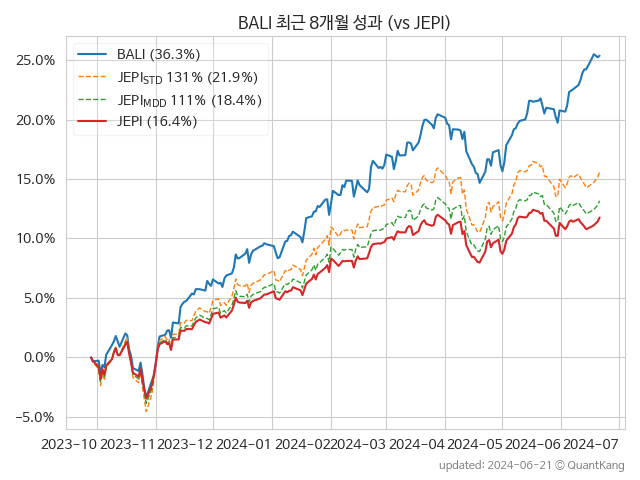 BALI 최근 8개월 성과 (vs JEPI)
BALI (36.3%)
JEPISTD 131% (21.9%)
JEPIMDD 111% (18.4%)
JEPI (16.4%)
25.0%
20.0%
15.0%
10.0%
5.0%
0.0%
−5.0%
2023-10 2023-11 2023-12 2024-01 2024-02 2024-03 2024-04 2024-05 2024-06 2024-07
updated: 2024-06-21 © QuantKang